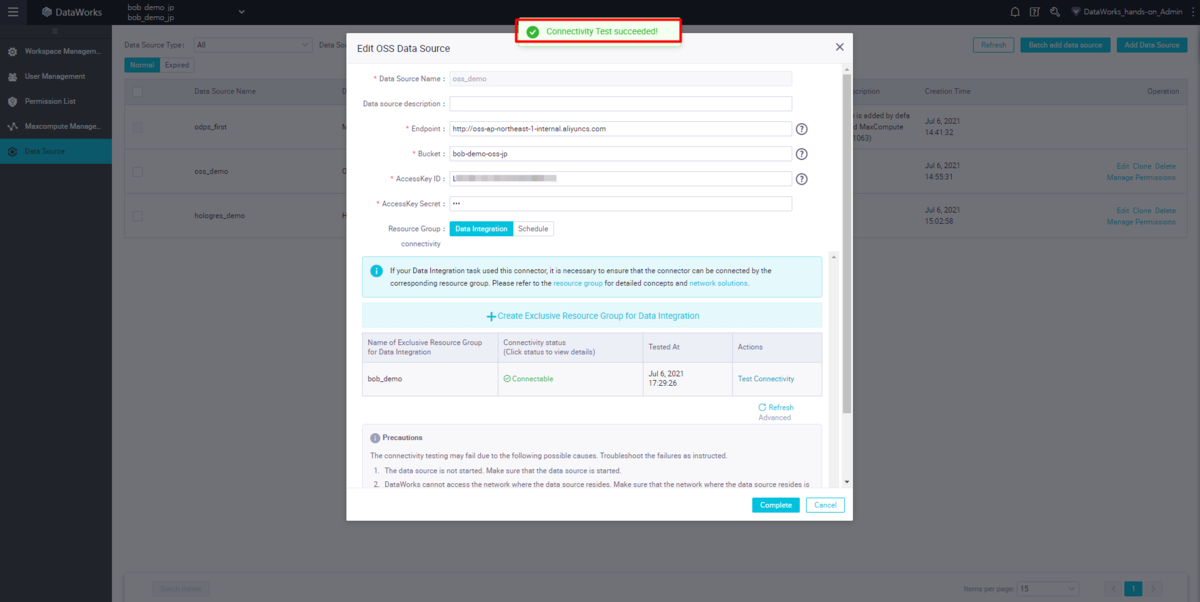 DataWorks
bob_demo_jp
bob_demo_jp
DataWorks_hands-on_Admin
Connectivity Test succeeded!
Workspace Managem...
User Management
Permission List
Maxcompute Manage...
Data Source
Data Source Type : All
Data Sou
Refresh
Batch add data source
Add Data Source
Normal
Expired
Data Source Name
D
cription
Creation Time
Operation
odps_first
M
e is added by defa
d MaxCompute
1063)
Jul 6, 2021
14:41:32
oss_demo
O
Jul 6, 2021
14:55:31
Edit Clone Delete
Manage Permissions
hologres_demo
H
Jul 6, 2021
15:02:58
Edit Clone Delete
Manage Permissions
Edit OSS Data Source
* Data Source Name : oss_demo
Data source description :
* Endpoint : http://oss-ap-northeast-1-internal.aliyuncs.com
* Bucket : bob-demo-oss-jp
* AccessKey ID : L
* AccessKey Secret : •••
Resource Group : Data Integration Schedule
connectivity
If your Data Integration task used this connector, it is necessary to ensure that the connector can be connected by the
corresponding resource group. Please refer to the resource group for detailed concepts and network solutions.
Create Exclusive Resource Group for Data Integration
Name of Exclusive Resource Group
for Data Integration
Connectivity status
(Click status to view details)
Tested At
Actions
bob_demo
Connectable
Jul 6, 2021
17:29:26
Test Connectivity
Refresh
Advanced
Precautions
The connectivity testing may fail due to the following possible causes. Troubleshoot the failures as instructed.
1. The data source is not started. Make sure that the data source is started.
2. DataWorks cannot access the network where the data source resides. Make sure that the network where the data source resides is
Complete
Cancel
Items per page: 15
1